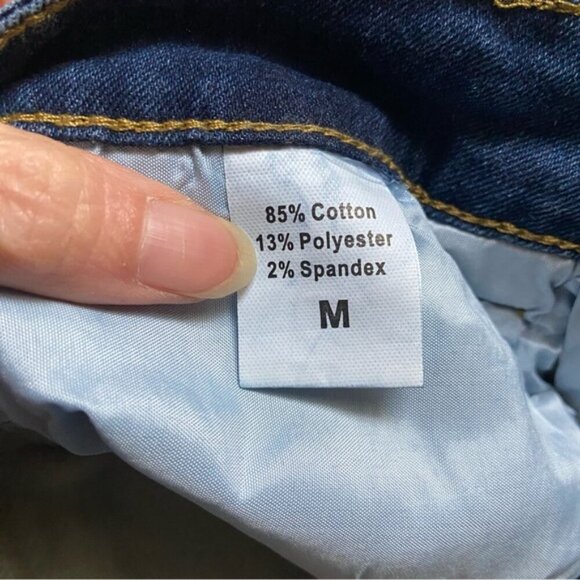 85% Cotton
13% Polyester
2% Spandex
M